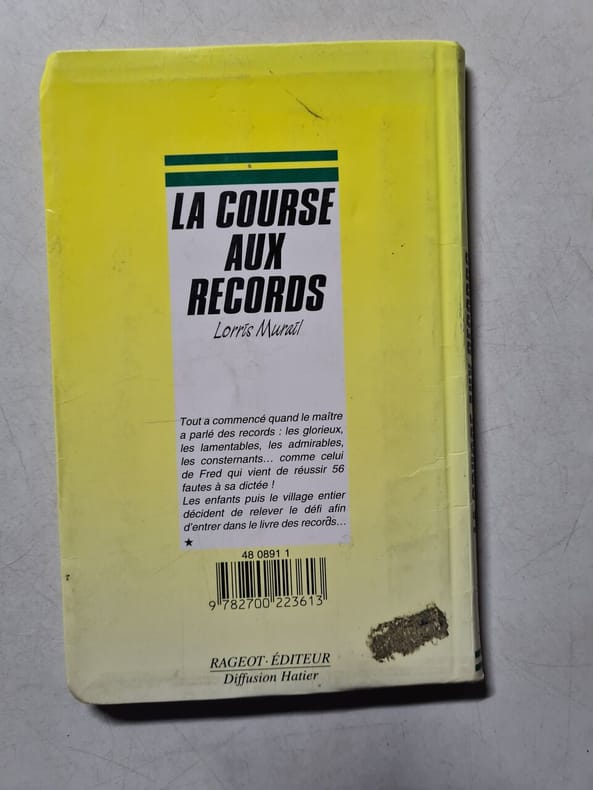 LA COURSE
AUX
RECORDS
Lorris Murail
Tout a commencé quand le maître
a parlé des records : les glorieux,
les lamentables, les admirables,
les consternants... comme celui
de Fred qui vient de réussir 56
fautes à sa dictée !
Les enfants puis le village entier
décident de relever le défi afin
d'entrer dans le livre des records...
★
48 0891 1
9 782700 223613
RAGEOT·ÉDITEUR
Diffusion Hatier